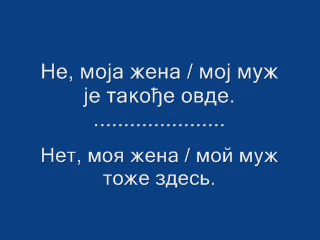 Не, моја жена / мој муж
је такође овде.
......................
Нет, моя жена / мой муж
тоже здесь.